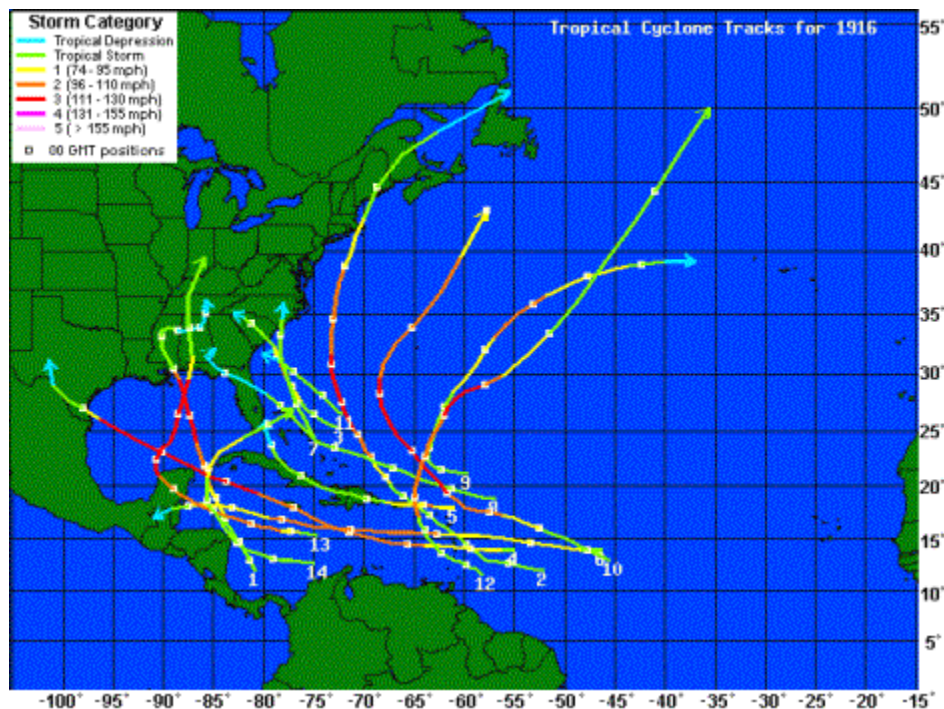 Storm Category
Tropical Depression
Tropical Storm
1 (74-95 mph)
2 (96-110 mph)
3 (111-130 mph)
4 (131-155 mph)
5 ( > 155 mph)
00 GMT positions
Tropical Cyclone Tracks for 1916
55°
50°
45°
40°
35°
30°
25°
20°
15°
10°
5°
11
3
7
9
8
5
13
6
10
4
1
14
12
2
-100° -95° -90° -85° -80° -75° -70° -65° -60° -55° -50° -45° -40° -35° -30° -25° -20° -15